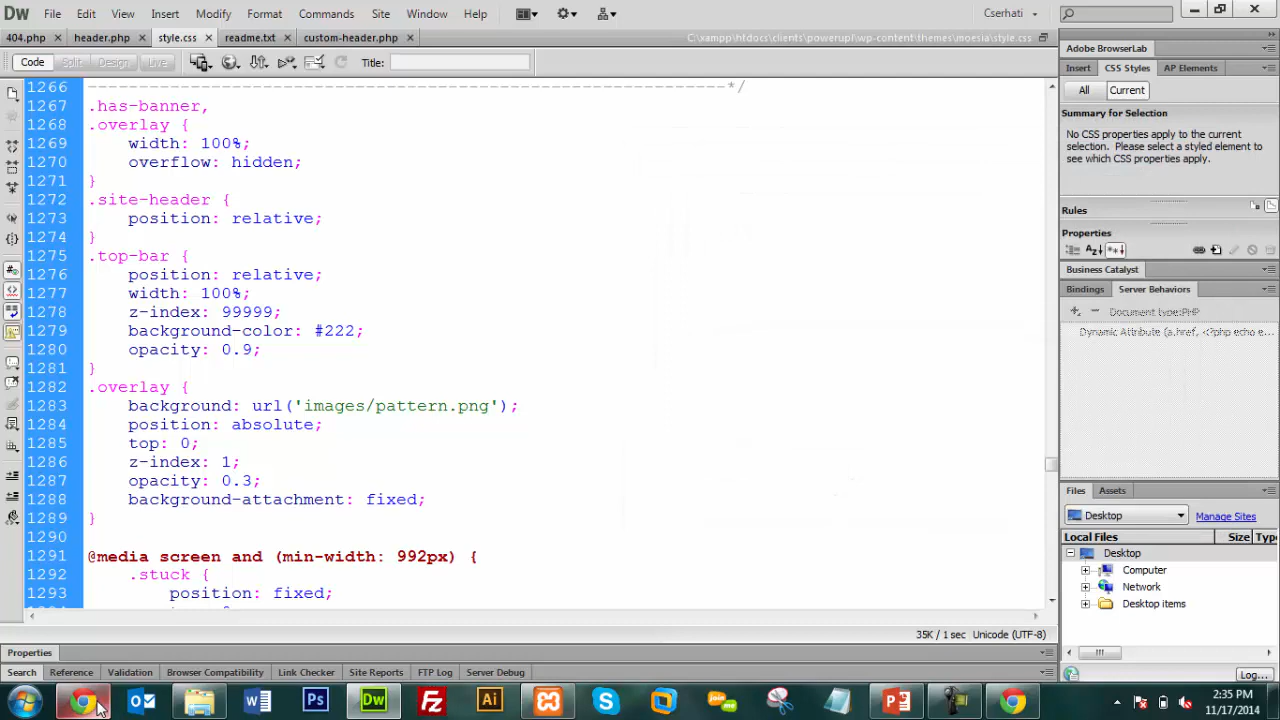 Dw File Edit View Insert Modify Format Commands Site Window Help Cserhati
404.php header.php style.css readme.txt custom-header.php C:\xampp\htdocs\clients\powerupl\wp-content\themes\moesia\style.css
Code Split Design Live Title:
1266 -----------------------------------------------------------------*/
1267 .has-banner,
1268 .overlay {
1269 width: 100%;
1270 overflow: hidden;
1271 }
1272 .site-header {
1273 position: relative;
1274 }
1275 .top-bar {
1276 position: relative;
1277 width: 100%;
1278 z-index: 99999;
1279 background-color: #222;
1280 opacity: 0.9;
1281 }
1282 .overlay {
1283 background: url('images/pattern.png');
1284 position: absolute;
1285 top: 0;
1286 z-index: 1;
1287 opacity: 0.3;
1288 background-attachment: fixed;
1289 }
1290
1291 @media screen and (min-width: 992px) {
1292 .stuck {
1293 position: fixed;
35K / 1 sec Unicode (UTF-8)
Properties
Search Reference Validation Browser Compatibility Link Checker Site Reports FTP Log Server Debug
Adobe BrowserLab
Insert CSS Styles AP Elements
All Current
Summary for Selection
No CSS properties apply to the current
selection. Please select a styled element
to see which CSS properties apply.
Rules
Properties
Business Catalyst
Bindings Server Behaviors
Document type:PHP
Dynamic Attribute (a.href, <?php echo e...
Files Assets
Desktop Manage Sites
Local Files Size Type
Desktop
Computer
Network
Desktop items
Log...
W Ps Dw Fz Ai S join.me P
2:35 PM
11/17/2014